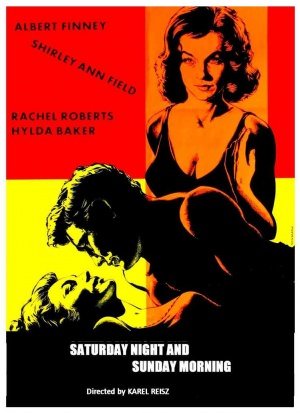 ALBERT FINNEY
SHIRLEY ANN FIELD
RACHEL ROBERTS
HYLDA BAKER
SATURDAY NIGHT AND
SUNDAY MORNING
Directed by KAREL REISZ